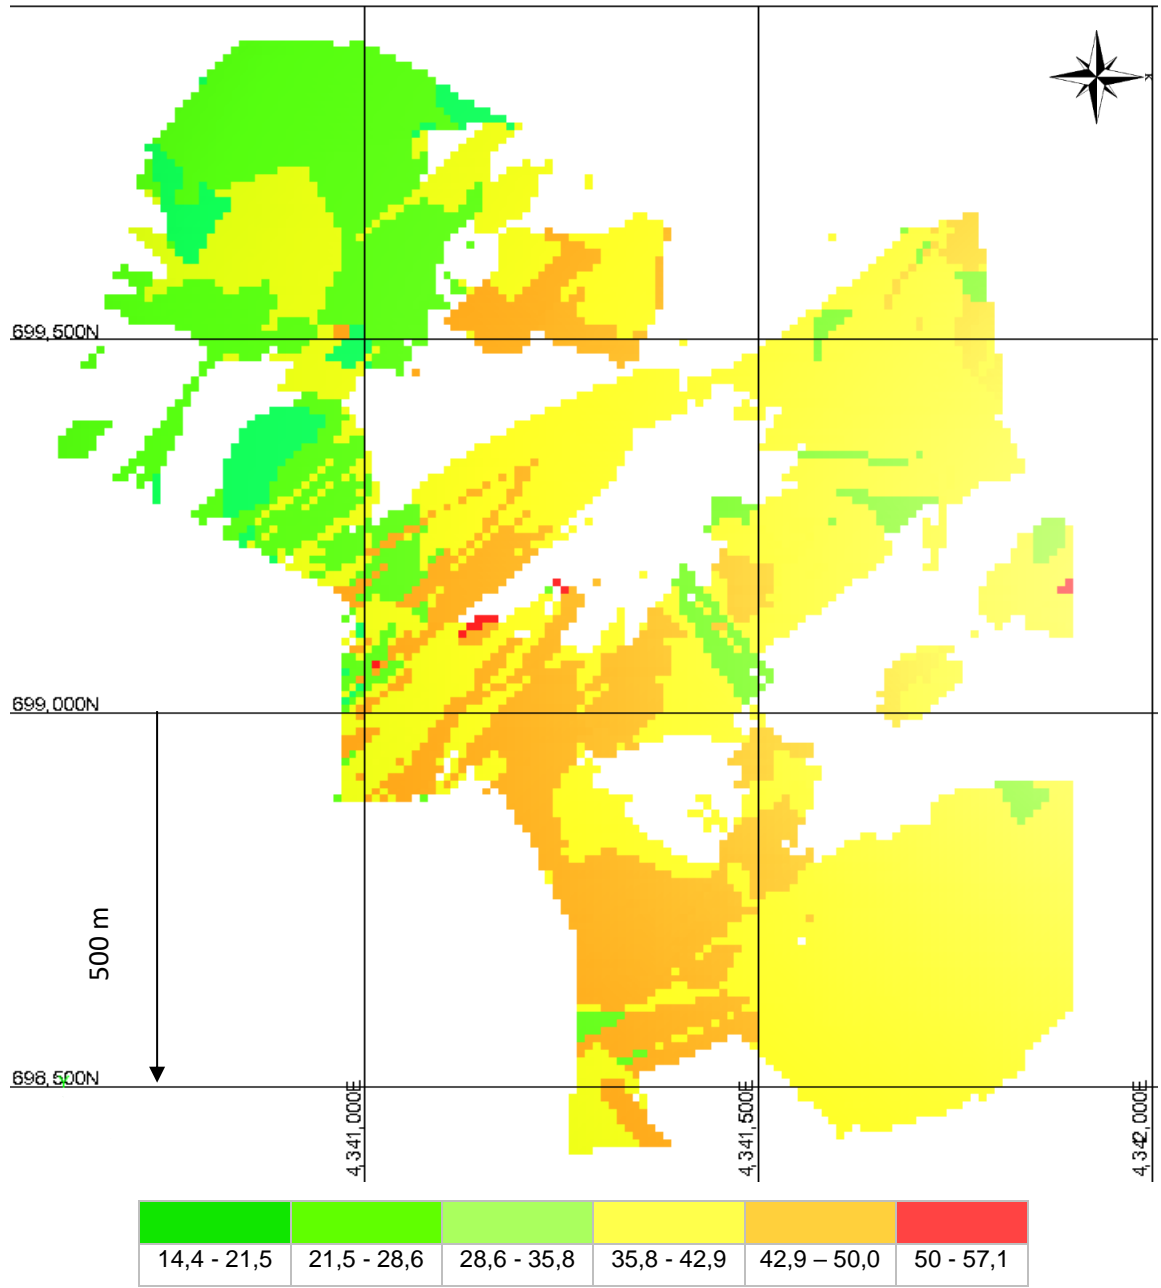 699,500N
699,000N
500 m
698,500N
4,341,000E
4,341,500E
4,342,000E
14,4 - 21,5
21,5 - 28,6
28,6 - 35,8
35,8 - 42,9
42,9 – 50,0
50 - 57,1